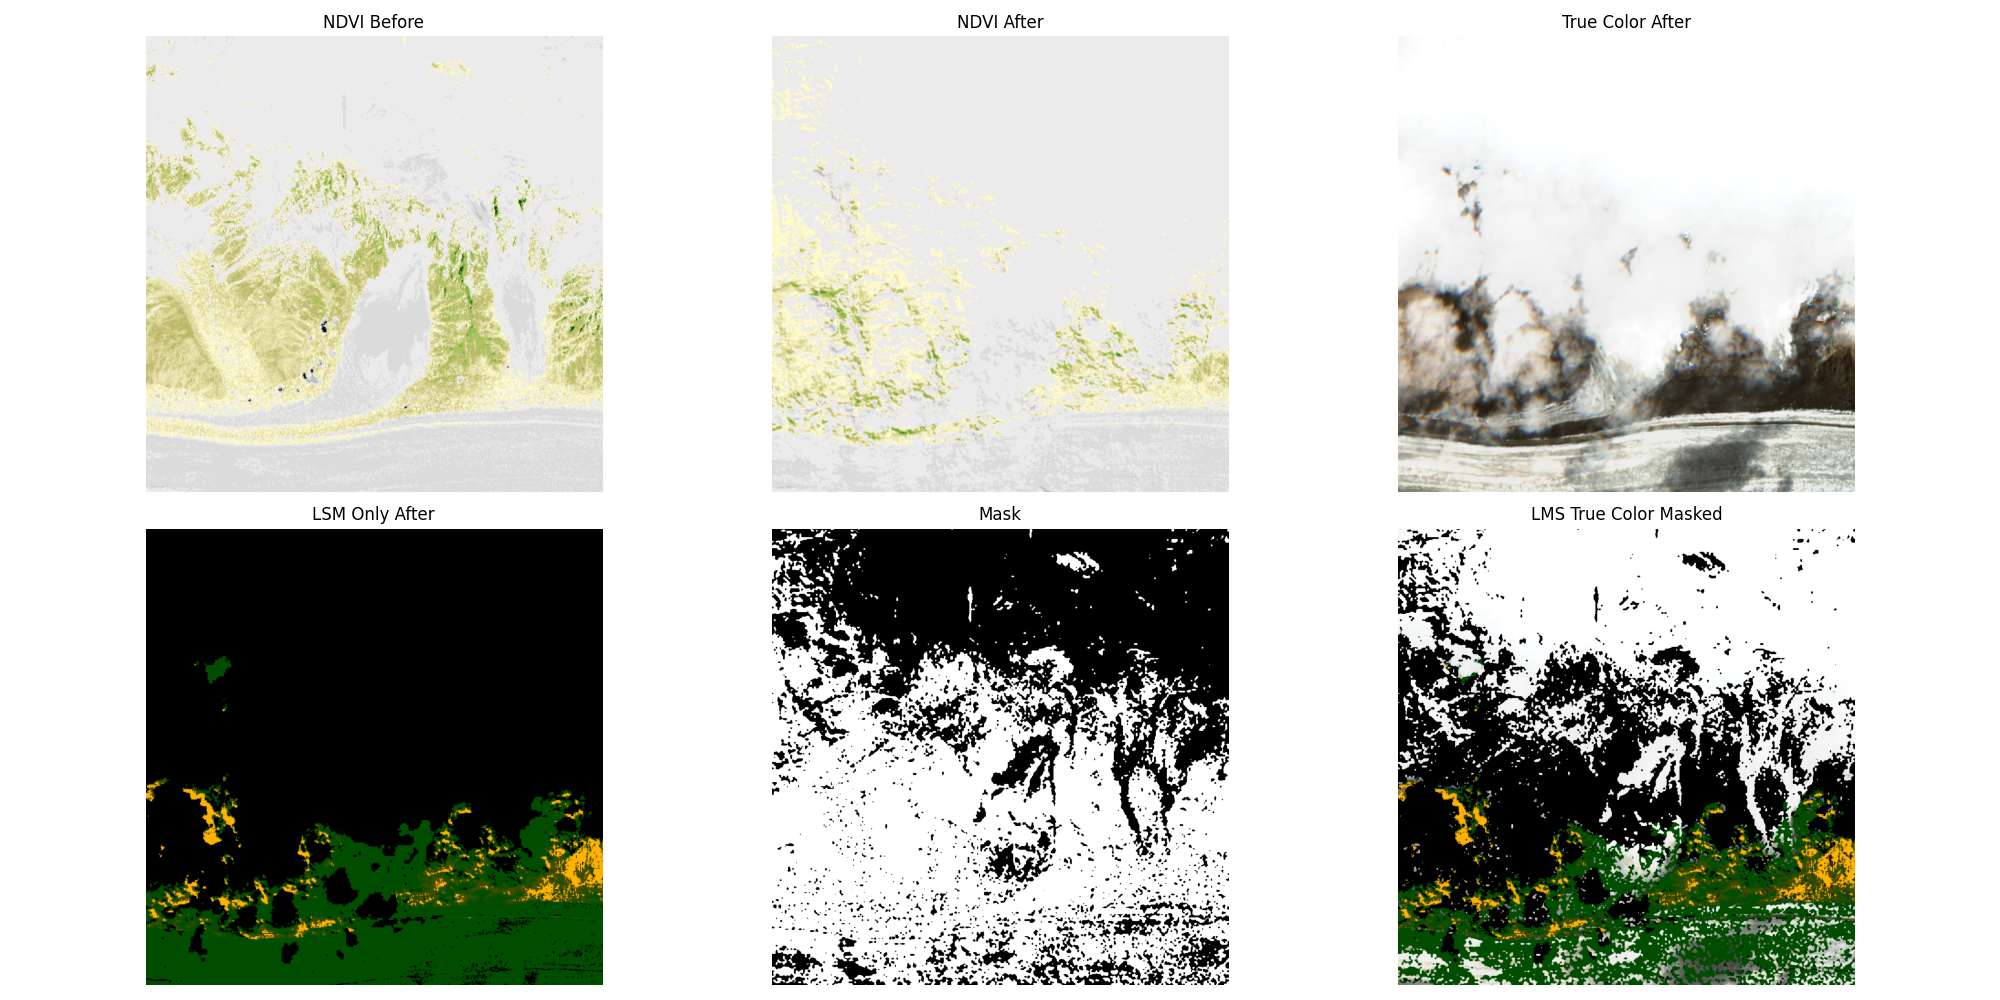 NDVI Before
NDVI After
True Color After
LSM Only After
Mask
LMS True Color Masked